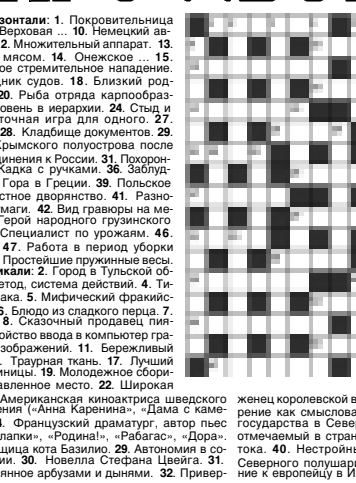 зонтали: 1. Покровительница
Верховая ... 10. Немецкий ав-
2. Множительный аппарат. 13.
мясом. 14. Онежское ... 15.
ое стремительное нападение.
ник судов. 18. Близкий род-
20. Рыба отряда карпообраз-
овень в иерархии. 24. Стыд и
точная игра для одного. 27.
28. Кладбище документов. 29.
Крымского полуострова после
динения к России. 31. Похорон-
Кадка с ручками. 36. Заблуд-
Гора в Греции. 39. Польское
стное дворянство. 41. Разно-
маги. 42. Вид гравюры на ме-
Герой народного грузинского
Специалист по урожаям. 46.
47. Работа в период уборки
Простейшие пружинные весы.
икали: 2. Город в Тульской об-
етод, система действий. 4. Ти-
ака. 5. Мифический фракийс-
6. Блюдо из сладкого перца. 7.
8. Сказочный продавец пия-
ойство ввода в компьютер гра-
зображений. 11. Бережливый
. Траурная ткань. 17. Лучший
иницы. 19. Молодежное сбори-
авленное место. 22. Широкая
Американская киноактриса шведского
ения («Анна Каренина», «Дама с каме-
4. Французский драматург, автор пьес
лапки», «Родина!», «Рабагас», «Дора».
щица кота Базилио. 29. Автономия в со-
ии. 30. Новелла Стефана Цвейга. 31.
янное арбузами и дынями. 32. Привер-
женец королевской в
рение как смыслова
государства в Север
отмечаемый в стран
тока. 40. Нестройны
Северного полушар
ние к европейцу в И